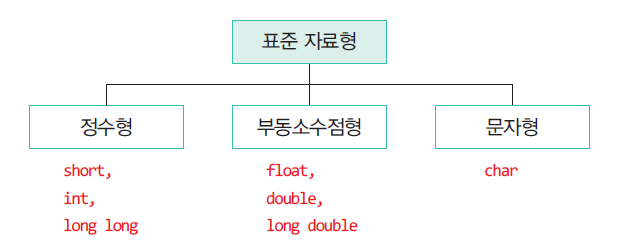 표준 자료형
정수형
부동소수점형
문자형
short,
int,
long long
float,
double,
long double
char